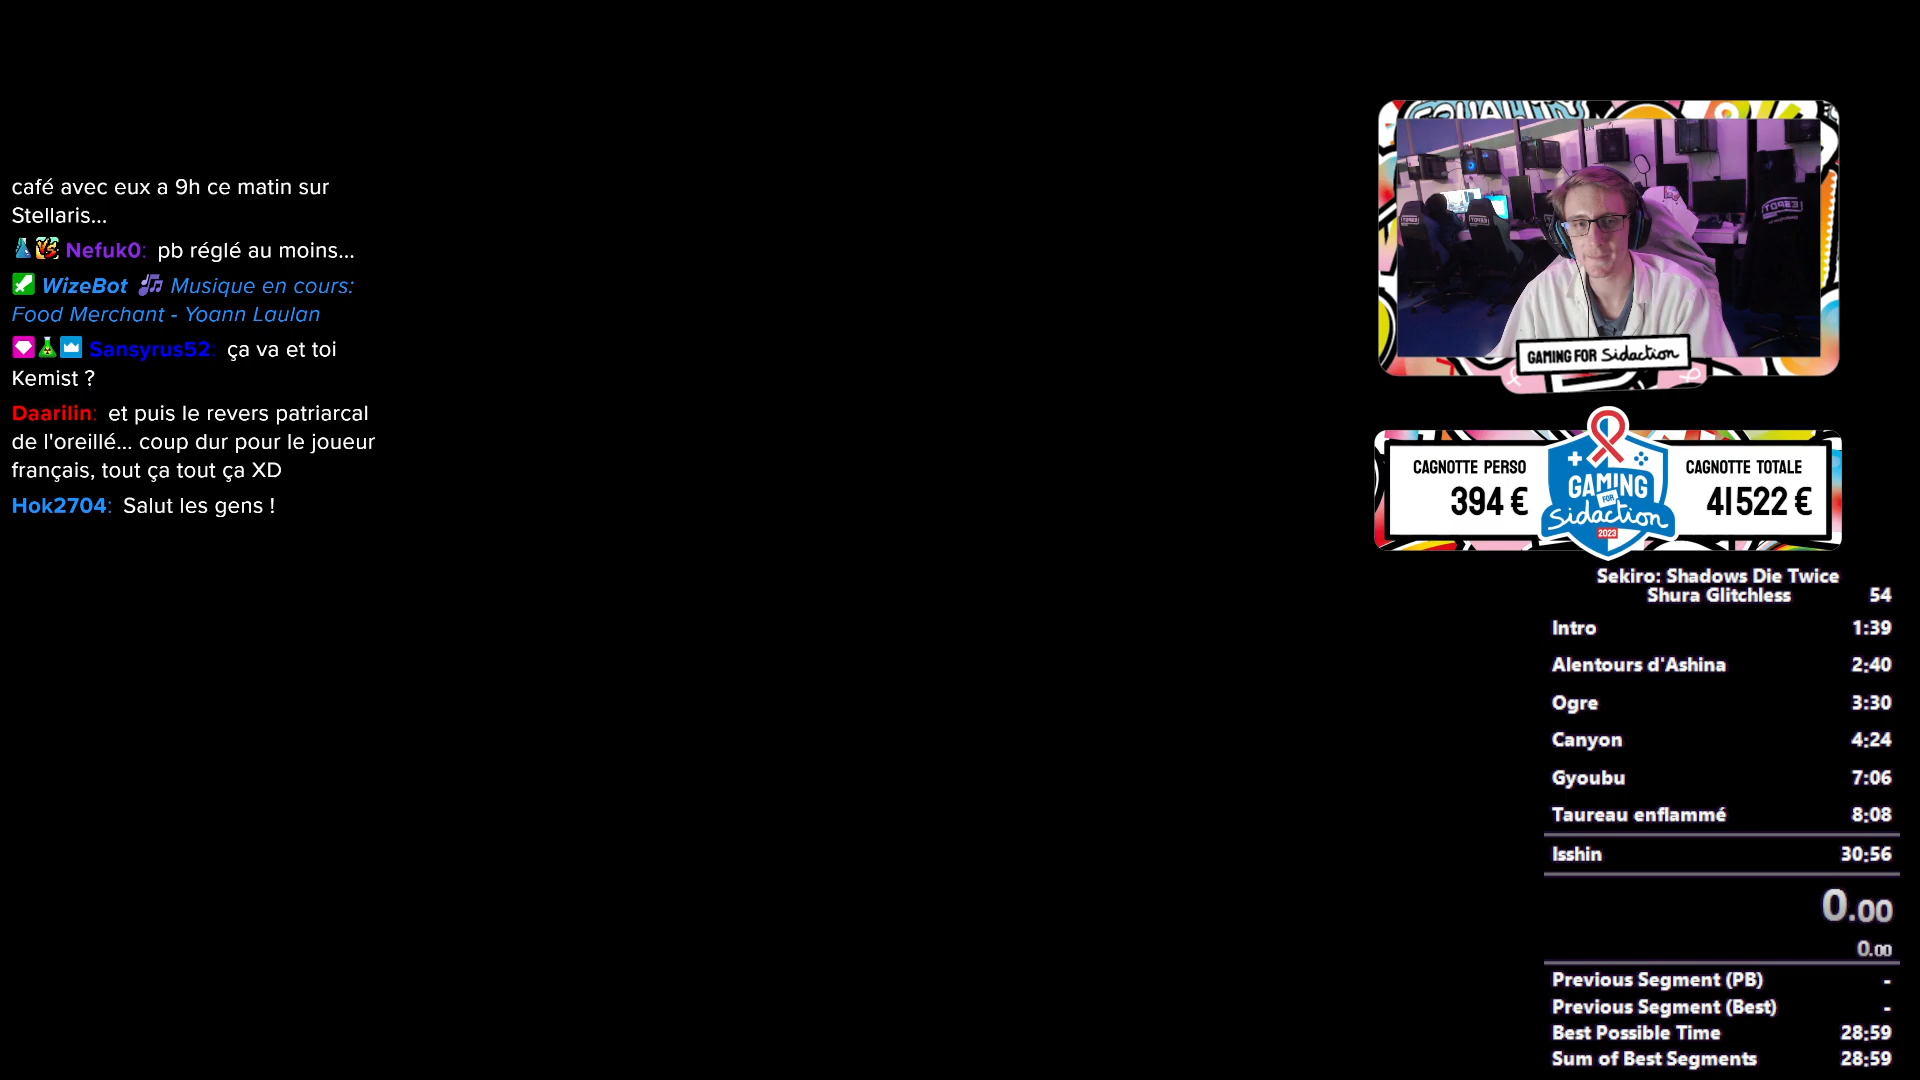 café avec eux a 9h ce matin sur
Stellaris...
Nefuk0: pb réglé au moins...
WizeBot Musique en cours:
Food Merchant - Yoann Laulan
Sansyrus52: ça va et toi
Kemist ?
Daarilin: et puis le revers patriarcal
de l'oreillé... coup dur pour le joueur
français, tout ça tout ça XD
Hok2704: Salut les gens !
EQUALITY
GAMING FOR Sidaction
CAGNOTTE PERSO
394 €
GAMING
FOR
Sidaction
2023
CAGNOTTE TOTALE
41522 €
Sekiro: Shadows Die Twice
Shura Glitchless 54
Intro 1:39
Alentours d'Ashina 2:40
Ogre 3:30
Canyon 4:24
Gyoubu 7:06
Taureau enflammé 8:08
Isshin 30:56
0.00
0.00
Previous Segment (PB) -
Previous Segment (Best) -
Best Possible Time 28:59
Sum of Best Segments 28:59